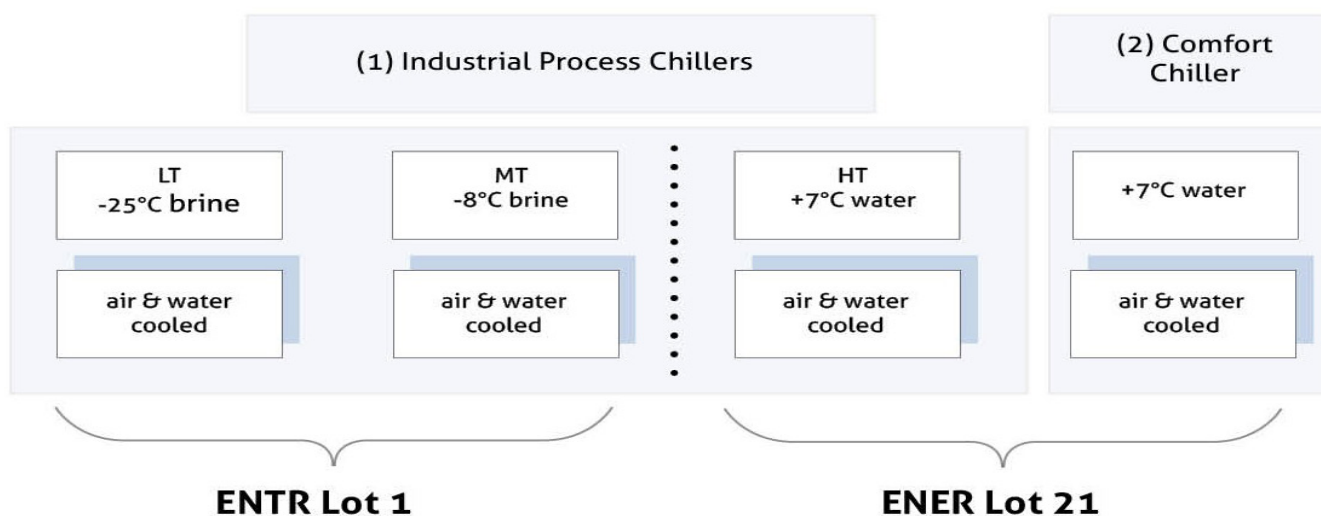 (1) Industrial Process Chillers
(2) Comfort
Chiller
LT
-25°C brine
MT
-8°C brine
HT
+7°C water
+7°C water
air & water
cooled
air & water
cooled
air & water
cooled
air & water
cooled
ENTR Lot 1
ENER Lot 21